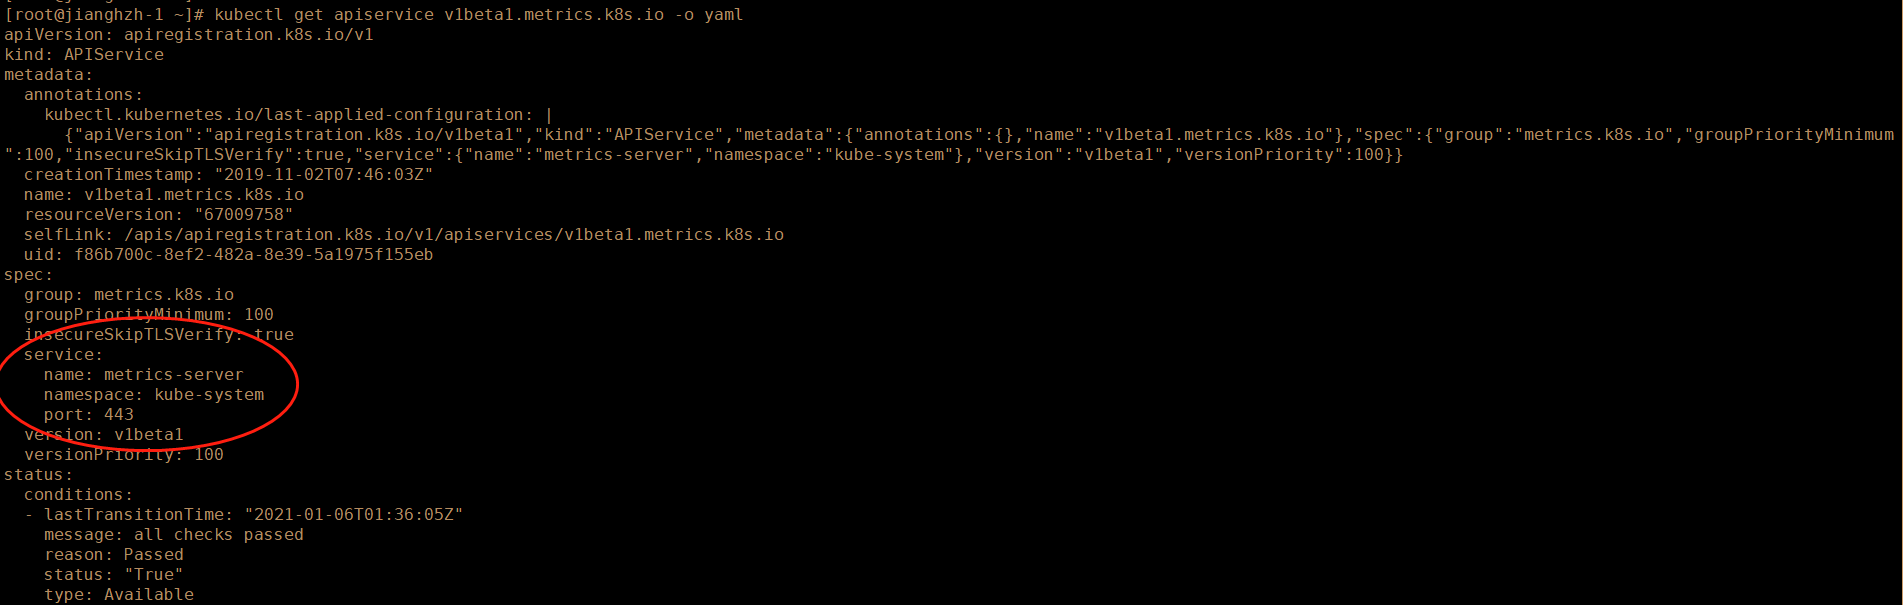 [root@jianghzh-1 ~]# kubectl get apiservice v1beta1.metrics.k8s.io -o yaml
apiVersion: apiregistration.k8s.io/v1
kind: APIService
metadata:
  annotations:
    kubectl.kubernetes.io/last-applied-configuration: |
      {"apiVersion":"apiregistration.k8s.io/v1beta1","kind":"APIService","metadata":{"annotations":{},"name":"v1beta1.metrics.k8s.io"},"spec":{"group":"metrics.k8s.io","groupPriorityMinimum
":100,"insecureSkipTLSVerify":true,"service":{"name":"metrics-server","namespace":"kube-system"},"version":"v1beta1","versionPriority":100}}
  creationTimestamp: "2019-11-02T07:46:03Z"
  name: v1beta1.metrics.k8s.io
  resourceVersion: "67009758"
  selfLink: /apis/apiregistration.k8s.io/v1/apiservices/v1beta1.metrics.k8s.io
  uid: f86b700c-8ef2-482a-8e39-5a1975f155eb
spec:
  group: metrics.k8s.io
  groupPriorityMinimum: 100
  insecureSkipTLSVerify: true
  service:
    name: metrics-server
    namespace: kube-system
    port: 443
  version: v1beta1
  versionPriority: 100
status:
  conditions:
  - lastTransitionTime: "2021-01-06T01:36:05Z"
    message: all checks passed
    reason: Passed
    status: "True"
    type: Available